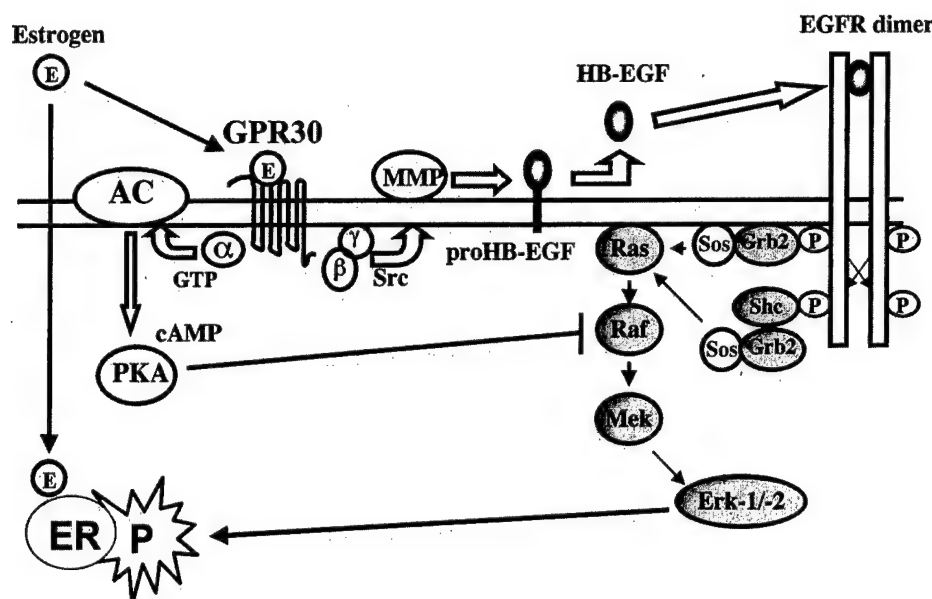 Estrogen
EGFR dimer
E
HB-EGF
GPR30
E
AC
MMP
GTP
α
γ
β
Src
proHB-EGF
Ras
Sos
Grb2
P
P
cAMP
PKA
Raf
Shc
P
P
Sos
Grb2
Mek
E
Erk-1/-2
ER
P